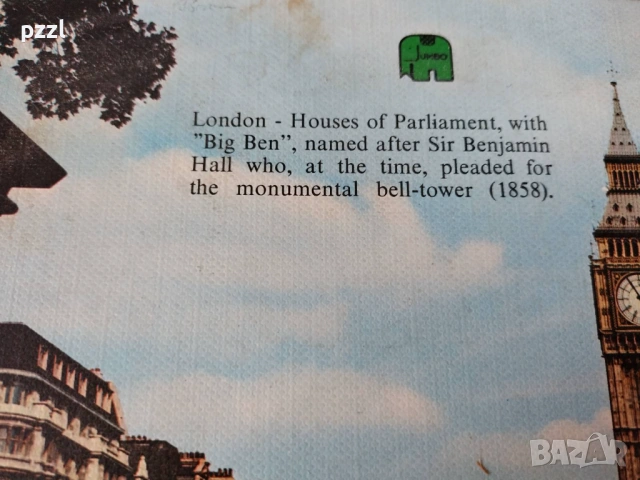 pzzl
JUMBO
London - Houses of Parliament, with
"Big Ben", named after Sir Benjamin
Hall who, at the time, pleaded for
the monumental bell-tower (1858).
BAZAR